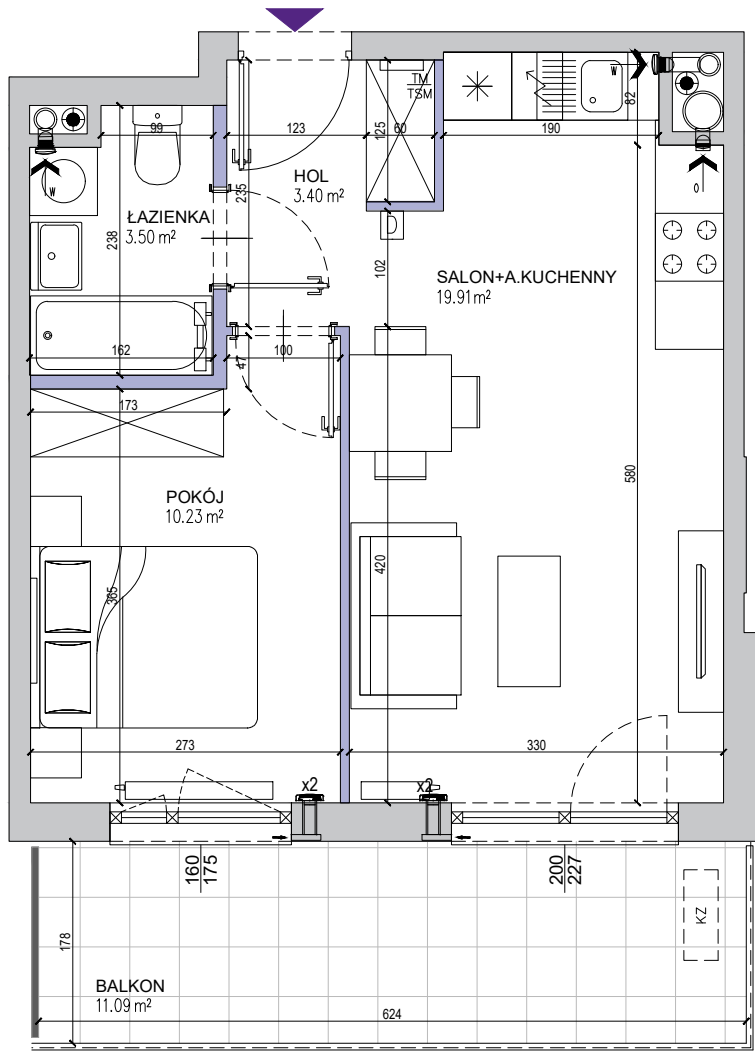 TM
TSM
W
82
99
123
125
60
190
HOL
3.40 m²
235
W
ŁAZIENKA
3.50 m²
238
102
SALON+A.KUCHENNY
19.91 m²
162
100
47
173
POKÓJ
10.23 m²
580
420
365
273
330
x2
x2
160
175
200
227
KZ
178
BALKON
11.09 m²
624